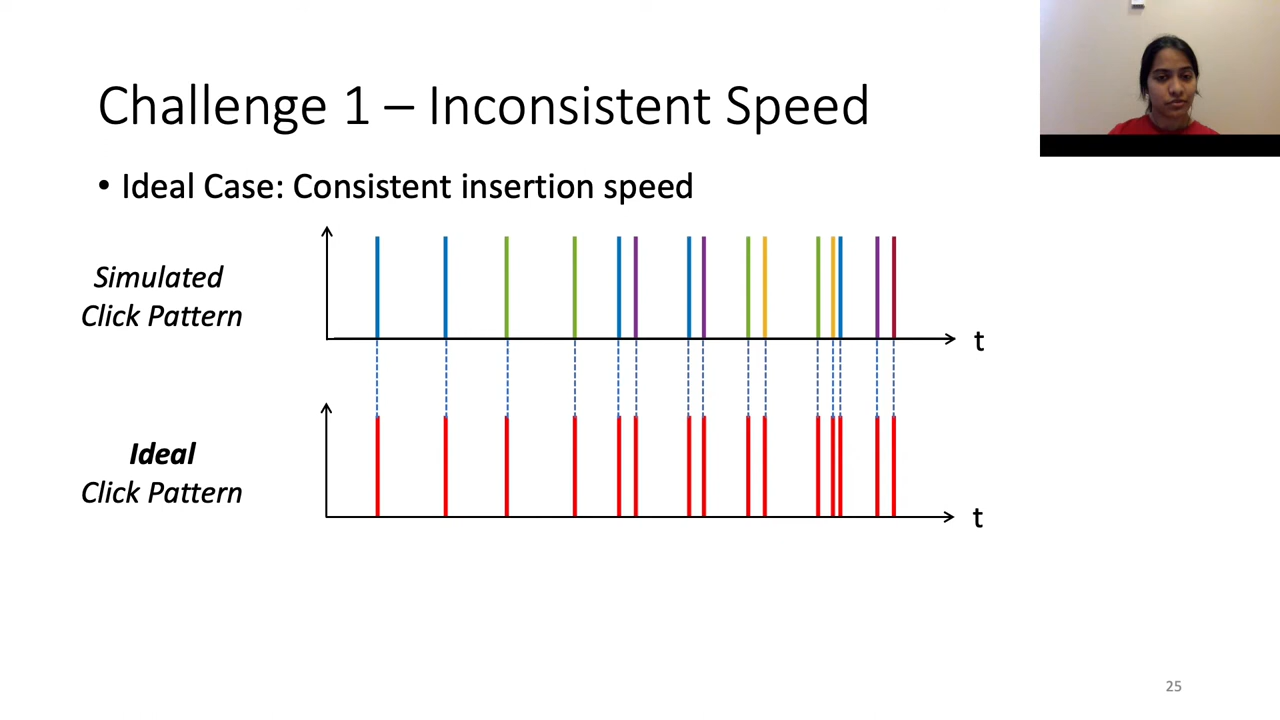 Challenge 1 – Inconsistent Speed
• Ideal Case: Consistent insertion speed
Simulated
Click Pattern
t
Ideal
Click Pattern
t
25